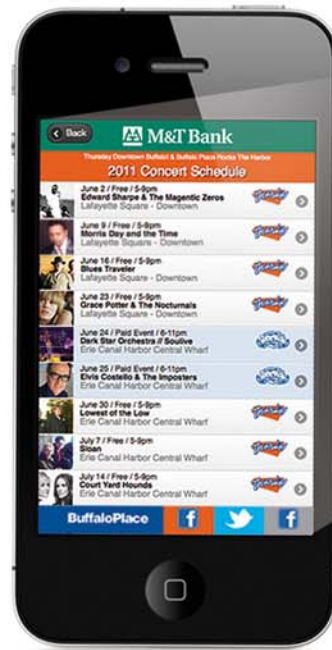 Back
M&T Bank
Thursday Downtown Buffalo! & Buffalo Place Rocks The Harbor
2011 Concert Schedule
June 2 / Free / 5-9pm
Edward Sharpe & The Magentic Zeros
Lafayette Square - Downtown
June 9 / Free / 5-9pm
Morris Day and the Time
Lafayette Square - Downtown
June 16 / Free / 5-9pm
Blues Traveler
Lafayette Square - Downtown
June 23 / Free / 5-9pm
Grace Potter & The Nocturnals
Lafayette Square - Downtown
June 24 / Paid Event / 6-11pm
Dark Star Orchestra // Soulive
Erie Canal Harbor Central Wharf
June 25 / Paid Event / 6-11pm
Elvis Costello & The Imposters
Erie Canal Harbor Central Wharf
June 30 / Free / 5-9pm
Lowest of the Low
Erie Canal Harbor Central Wharf
July 7 / Free / 5-9pm
Sloan
Erie Canal Harbor Central Wharf
July 14 / Free / 5-9pm
Court Yard Hounds
Erie Canal Harbor Central Wharf
BuffaloPlace
f
f